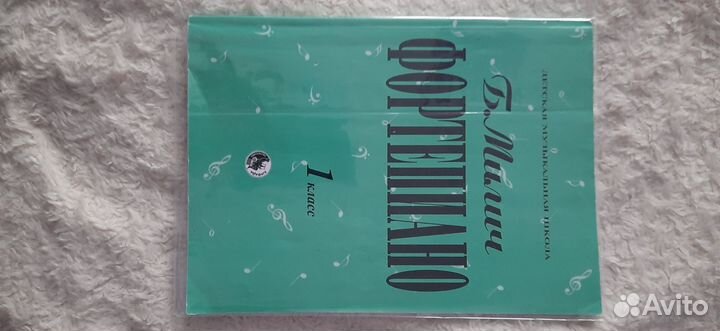 ДЕТСКАЯ МУЗЫКАЛЬНАЯ ШКОЛА
Б. Милич
ФОРТЕПИАНО
1 класс
Avito